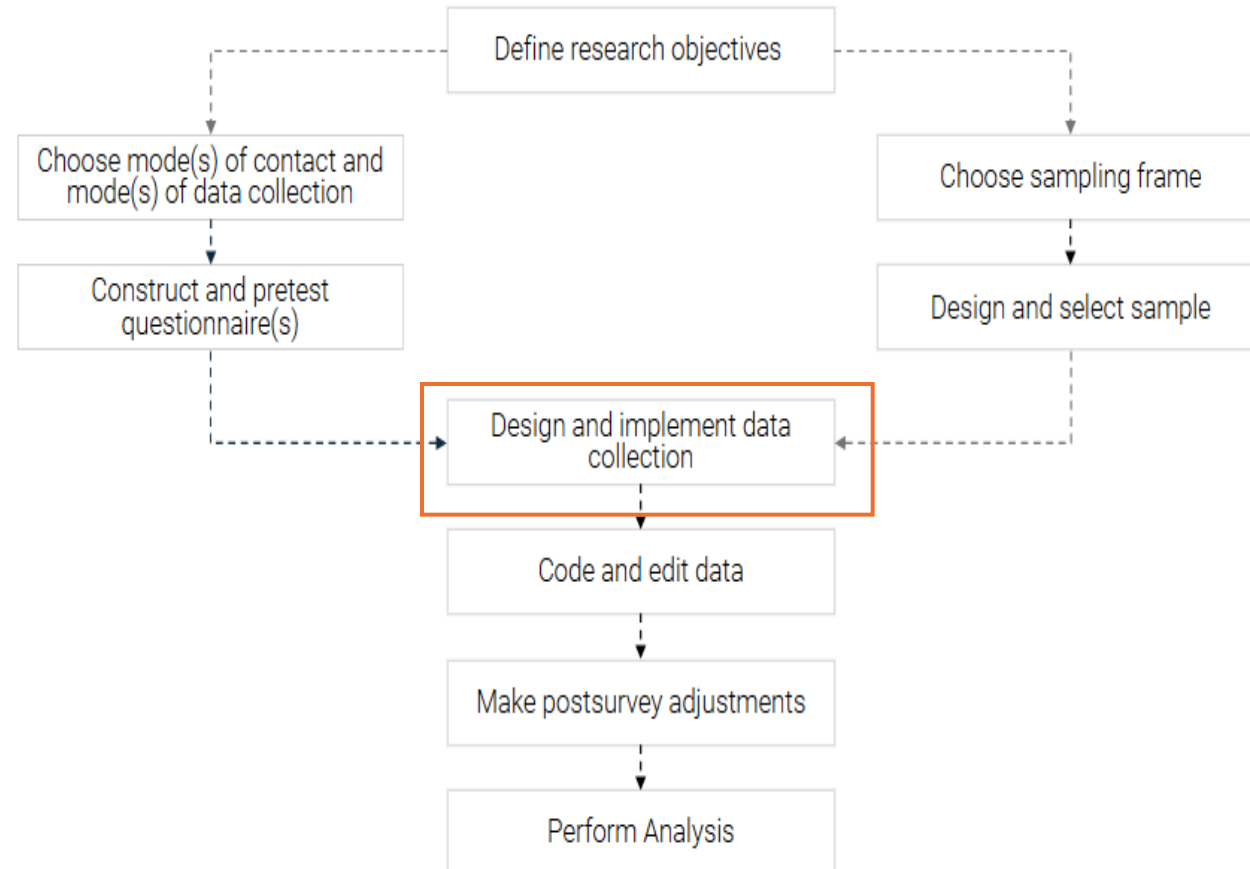 Define research objectives
Choose mode(s) of contact and
mode(s) of data collection
Choose sampling frame
Construct and pretest
questionnaire(s)
Design and select sample
Design and implement data
collection
Code and edit data
Make postsurvey adjustments
Perform Analysis